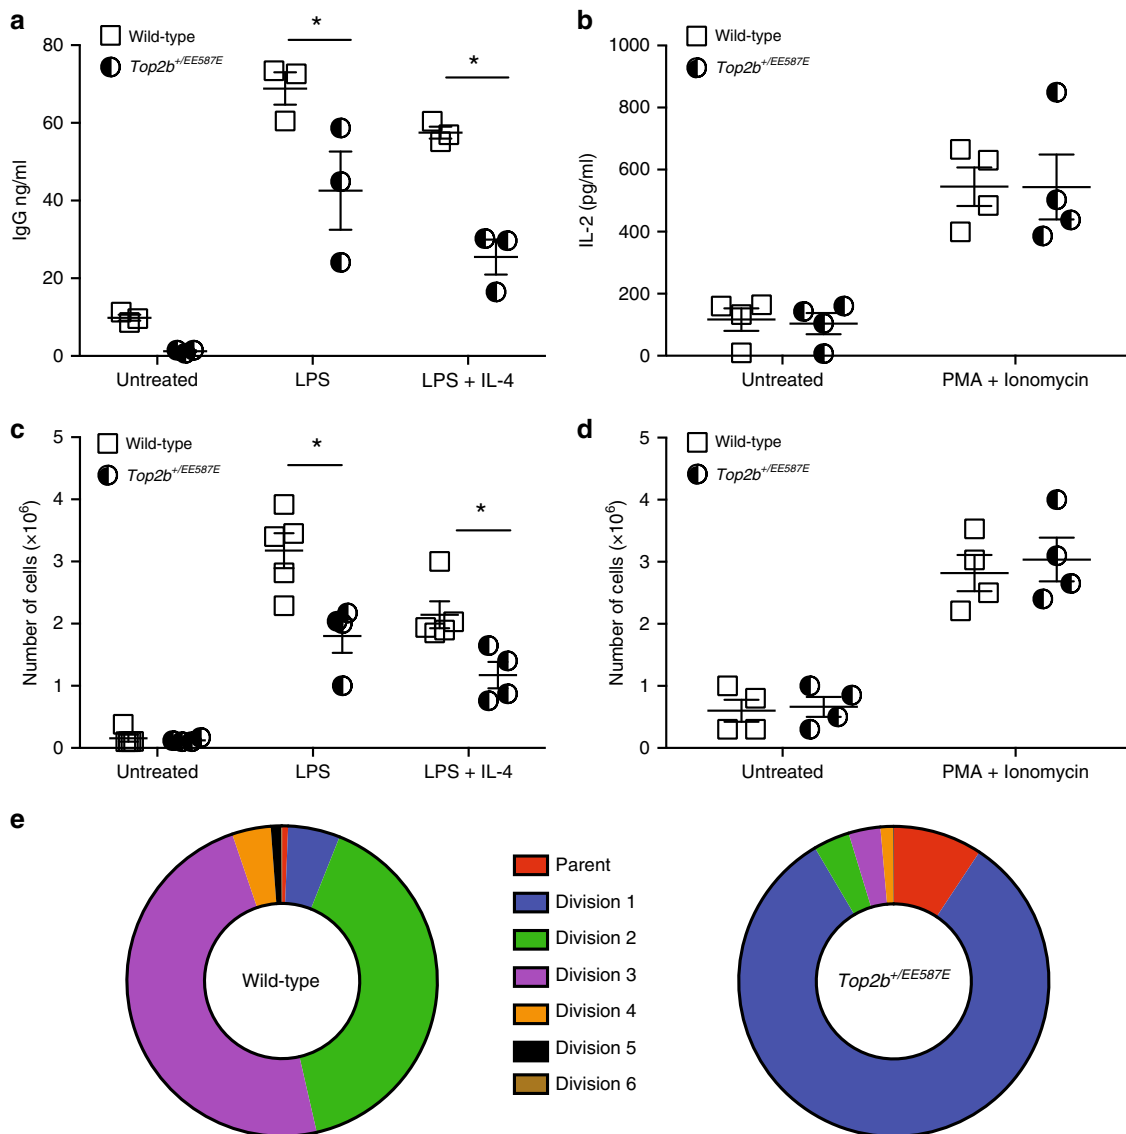 a
Wild-type
Top2b+/EE587E
*
*
80
60
40
20
0
IgG ng/ml
Untreated
LPS
LPS + IL-4
b
Wild-type
Top2b+/EE587E
1000
800
600
400
200
0
IL-2 (pg/ml)
Untreated
PMA + Ionomycin
c
Wild-type
Top2b+/EE587E
*
*
5
4
3
2
1
0
Number of cells (×10⁶)
Untreated
LPS
LPS + IL-4
d
Wild-type
Top2b+/EE587E
5
4
3
2
1
0
Number of cells (×10⁶)
Untreated
PMA + Ionomycin
e
Wild-type
Parent
Division 1
Division 2
Division 3
Division 4
Division 5
Division 6
Top2b+/EE587E